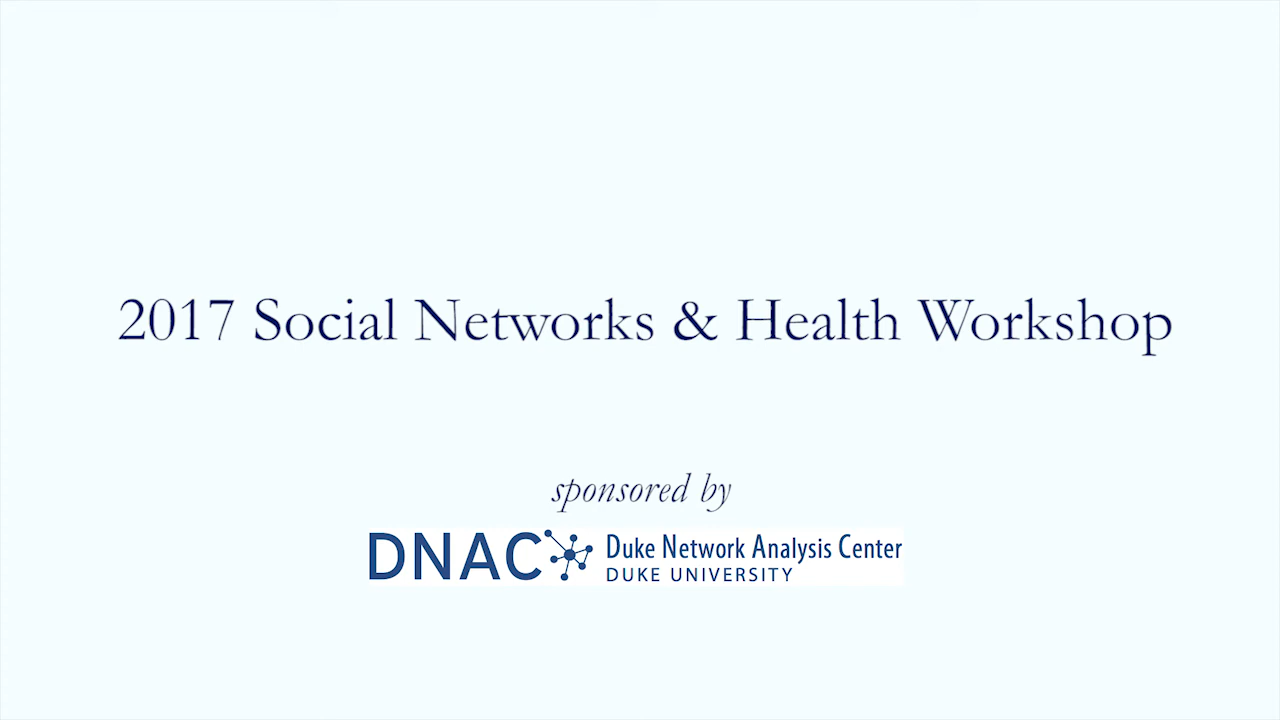 2017 Social Networks & Health Workshop
sponsored by
DNAC Duke Network Analysis Center
DUKE UNIVERSITY